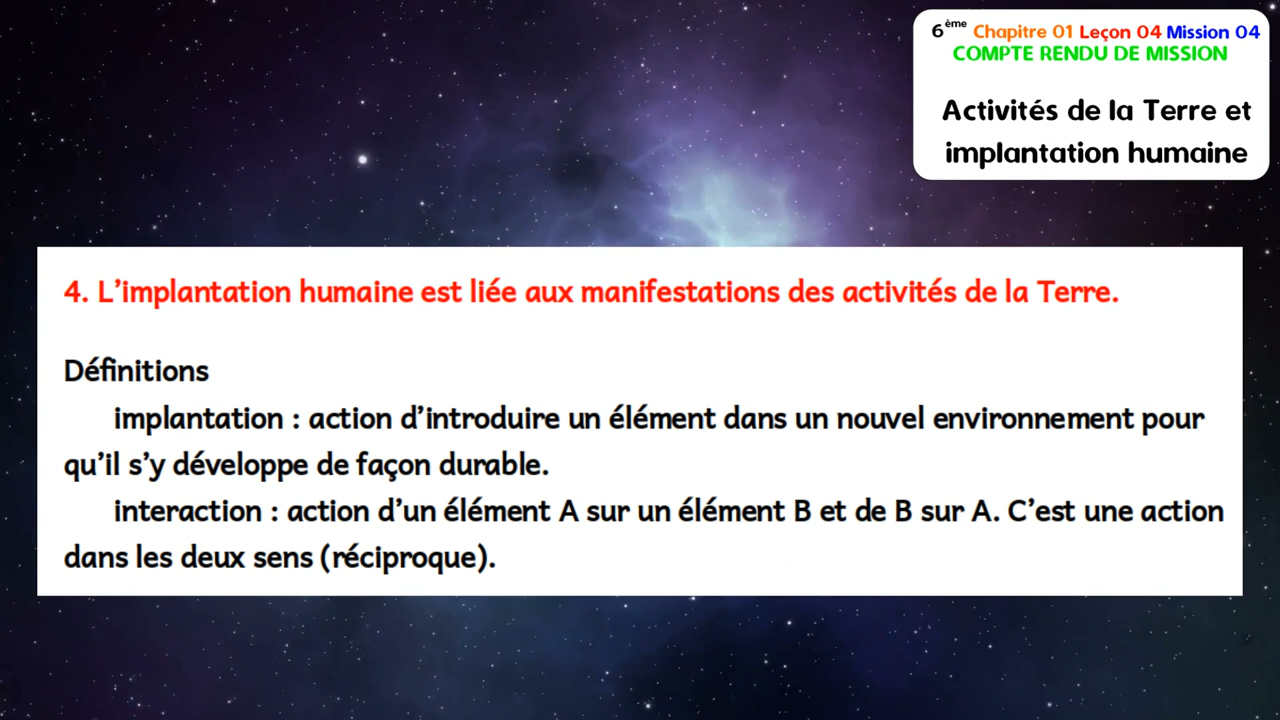 6ème Chapitre 01 Leçon 04 Mission 04
COMPTE RENDU DE MISSION
Activités de la Terre et
implantation humaine
4. L’implantation humaine est liée aux manifestations des activités de la Terre.
Définitions
implantation : action d’introduire un élément dans un nouvel environnement pour
qu’il s’y développe de façon durable.
interaction : action d’un élément A sur un élément B et de B sur A. C’est une action
dans les deux sens (réciproque).